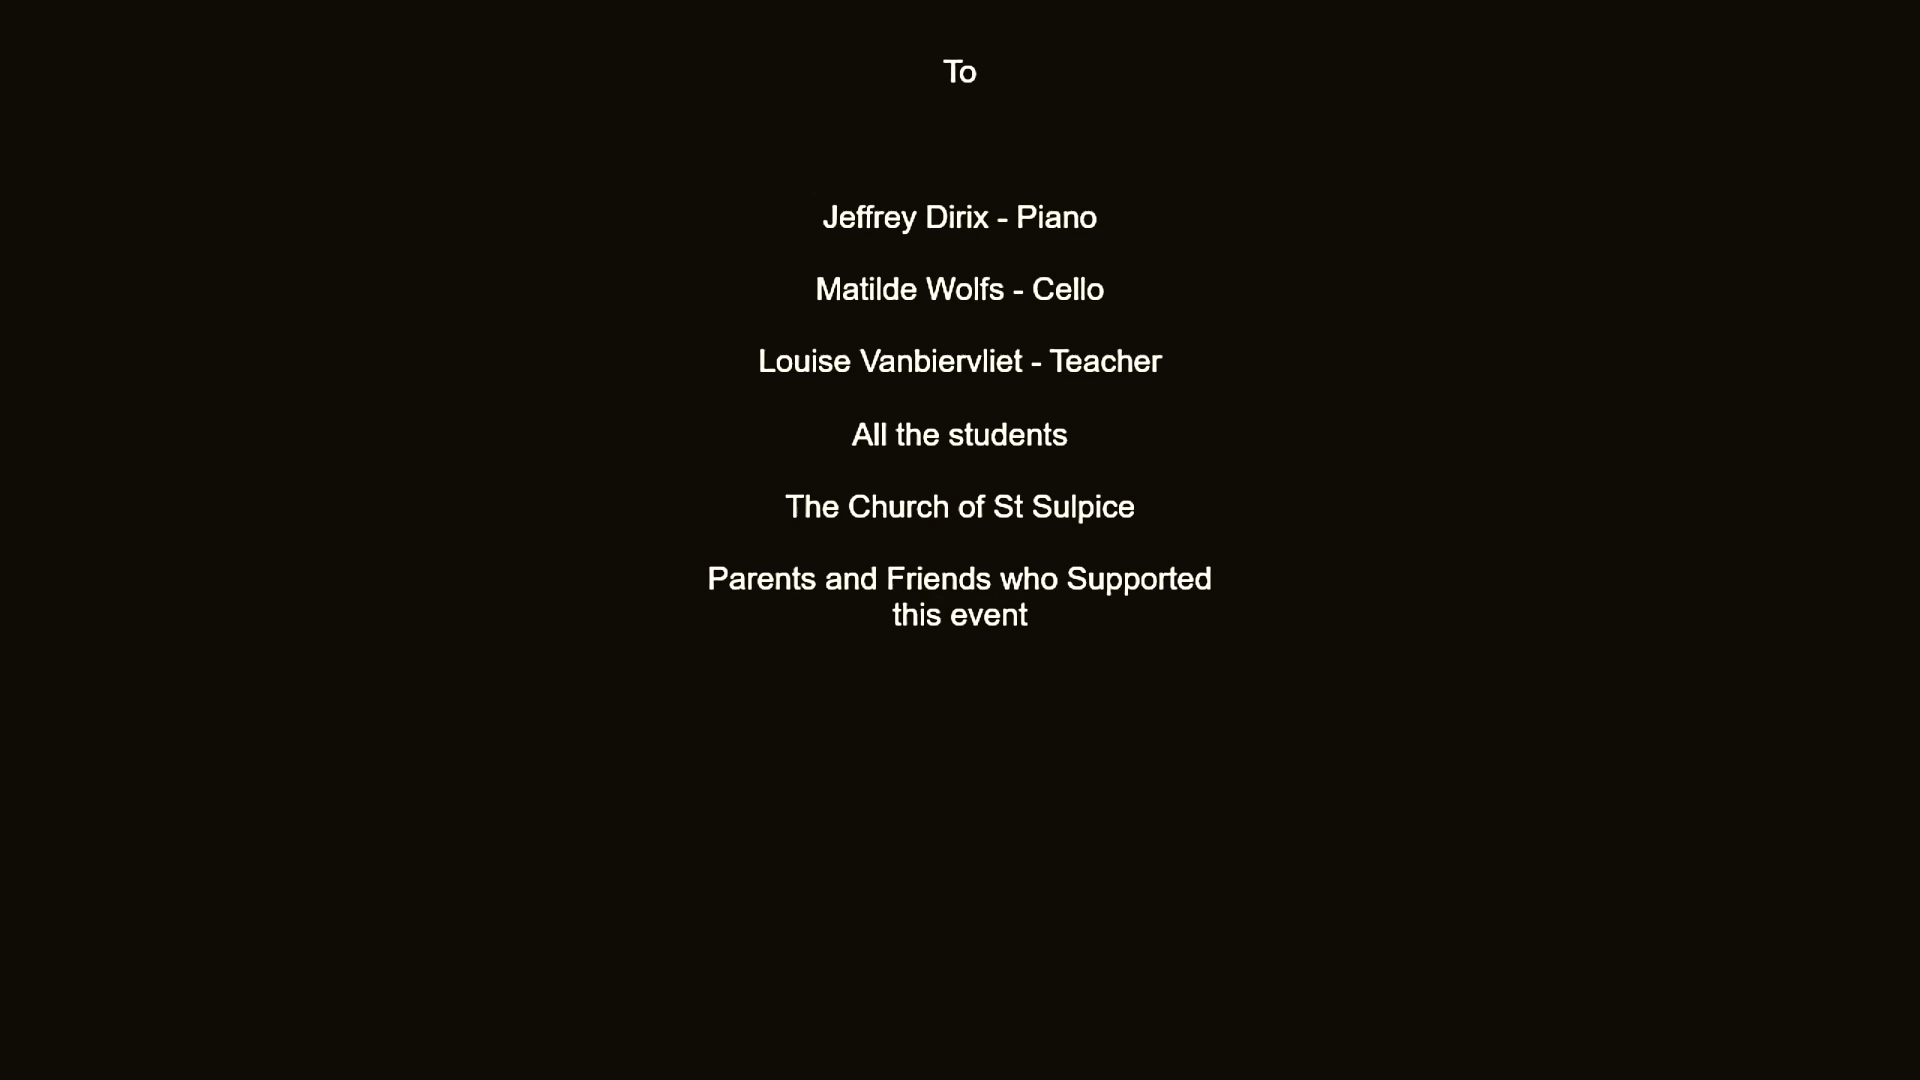 To
Jeffrey Dirix - Piano
Matilde Wolfs - Cello
Louise Vanbiervliet - Teacher
All the students
The Church of St Sulpice
Parents and Friends who Supported
this event